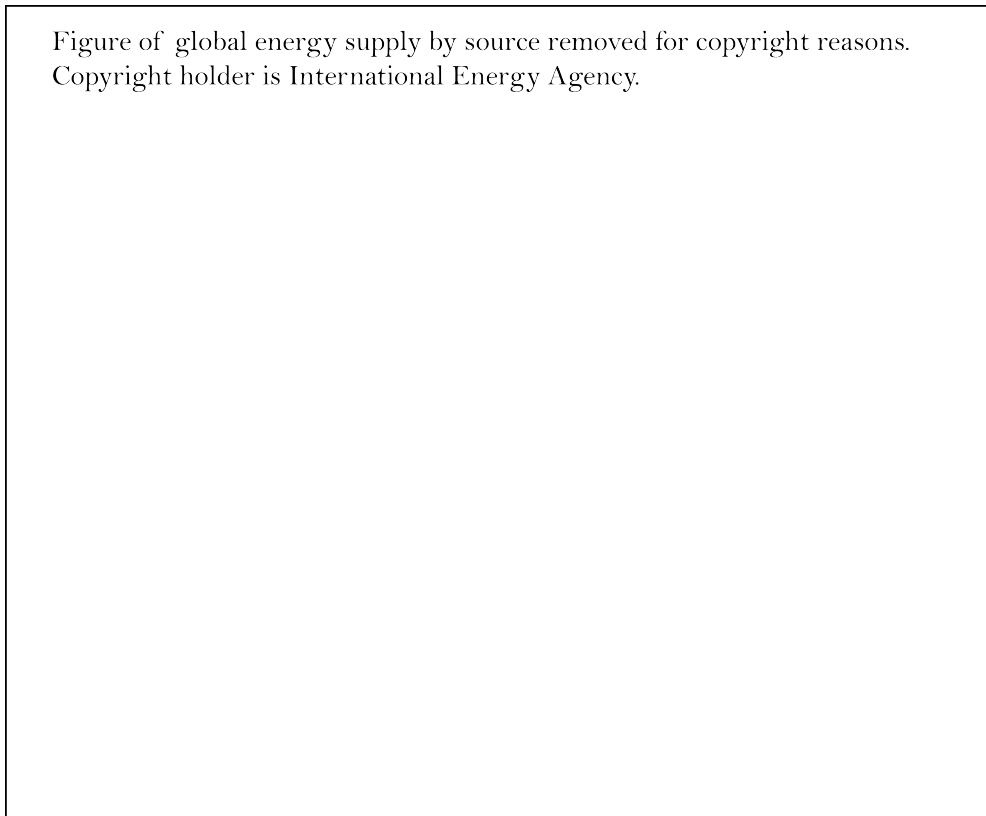 Figure of global energy supply by source removed for copyright reasons.
Copyright holder is International Energy Agency.